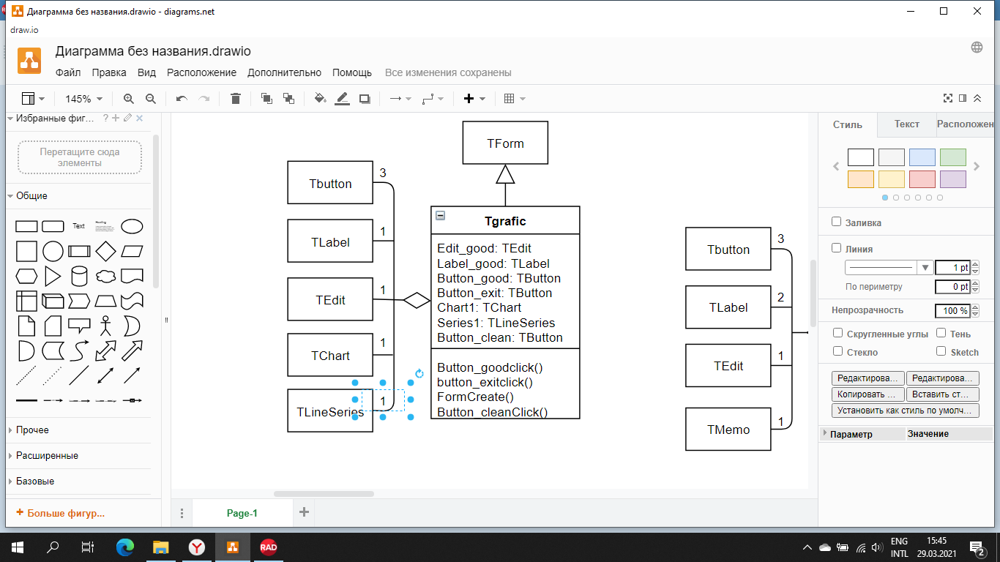 Диаграмма без названия.drawio - diagrams.net
draw.io
Диаграмма без названия.drawio
Файл Правка Вид Расположение Дополнительно Помощь Все изменения сохранены
145%
Избранные фиг... ?
Перетащите сюда
элементы
Общие
Text
Heading
Прочее
Расширенные
Базовые
+ Больше фигур...
TForm
Tbutton
3
TLabel
1
TEdit
1
TChart
1
TLineSeries
1
Tgrafic
Edit_good: TEdit
Label_good: TLabel
Button_good: TButton
Button_exit: TButton
Chart1: TChart
Series1: TLineSeries
Button_clean: TButton
Button_goodclick()
button_exitclick()
FormCreate()
Button_cleanClick()
Tbutton
3
TLabel
2
TEdit
1
TMemo
1
Page-1
Стиль Текст Расположен
Заливка
Линия
1 pt
По периметру 0 pt
Непрозрачность 100 %
Скругленные углы Тень
Стекло Sketch
Редактирова... Редактирова...
Копировать ... Вставить ст...
Установить как стиль по умолч...
Параметр Значение
RAD
ENG
INTL
15:45
29.03.2021
2